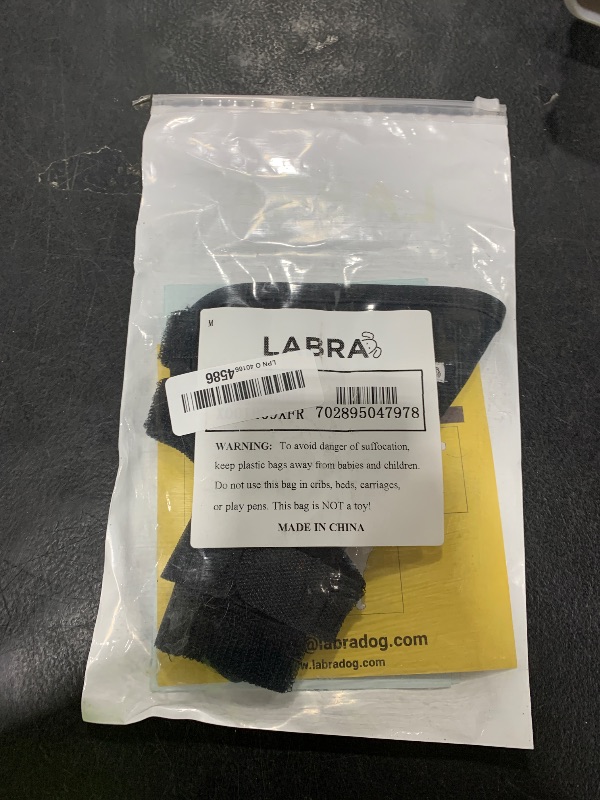 M
LABRA
LPN Q 40186
4586
702895047978
WARNING: To avoid danger of suffocation,
keep plastic bags away from babies and children.
Do not use this bag in cribs, beds, carriages,
or play pens. This bag is NOT a toy!
MADE IN CHINA
@labradog.com
www.labradog.com